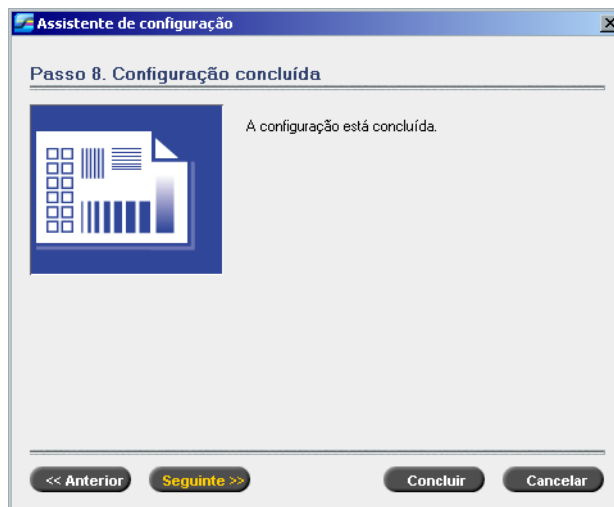 Assistente de configuração
Passo 8. Configuração concluída
A configuração está concluída.
<< Anterior
Seguinte >>
Concluir
Cancelar